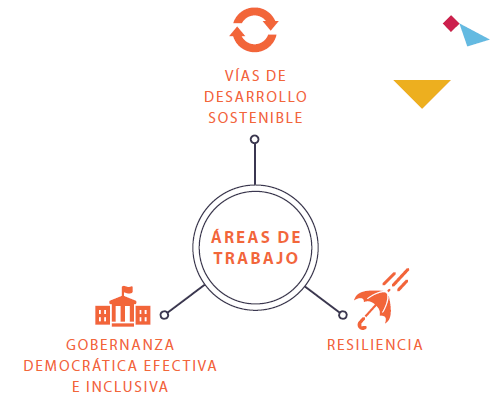 VÍAS DE
DESARROLLO
SOSTENIBLE
ÁREAS DE
TRABAJO
GOBERNANZA
DEMOCRÁTICA EFECTIVA
E INCLUSIVA
RESILIENCIA